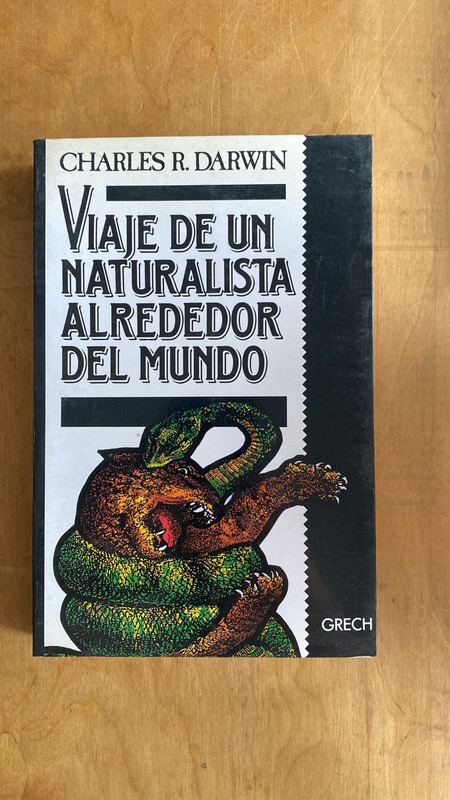 CHARLES R. DARWIN
VIAJE DE UN
NATURALISTA
ALREDEDOR
DEL MUNDO
GRECH